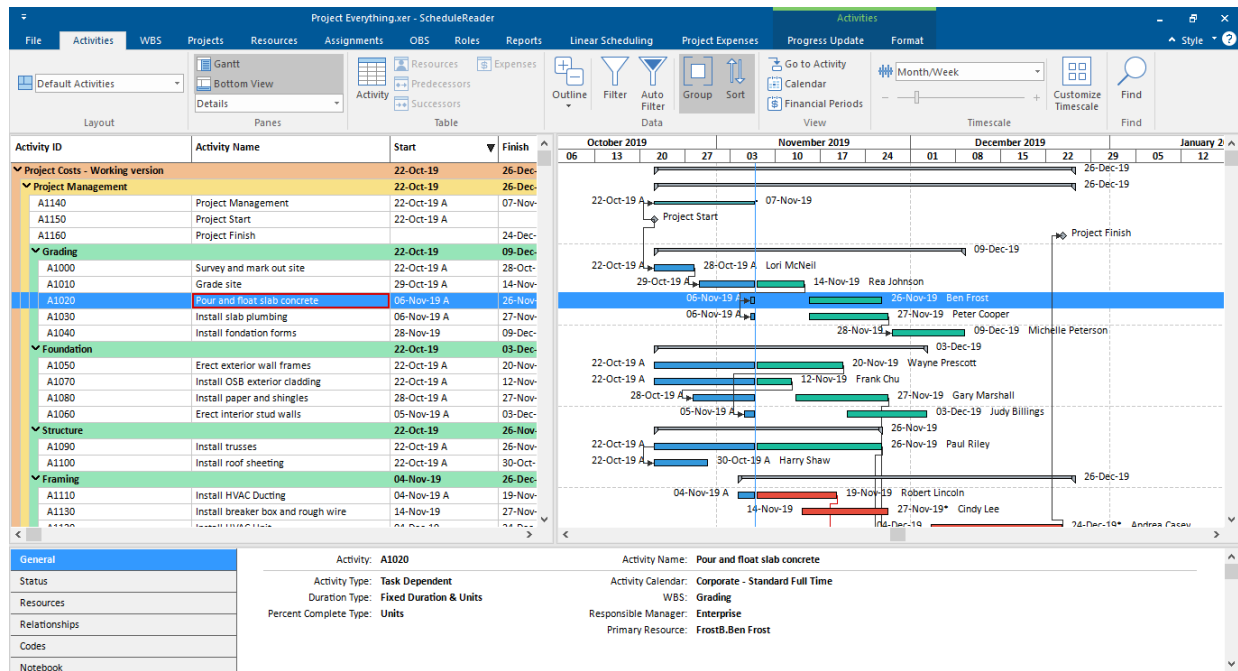 Project Everything.xer - ScheduleReader Activities
File Activities WBS Projects Resources Assignments OBS Roles Reports Linear Scheduling Project Expenses Progress Update Format Style
Default Activities
Layout
Gantt
Bottom View
Details
Panes
Activity
Resources Expenses
Predecessors
Successors
Table
Outline Filter Auto Filter Group Sort
Data
Go to Activity
Calendar
Financial Periods
View
Month/Week
Customize Timescale
Timescale
Find
Find
Activity ID Activity Name Start Finish October 2019 November 2019 December 2019 January 2
06 13 20 27 03 10 17 24 01 08 15 22 29 05 12
Project Costs - Working version 22-Oct-19 26-Dec- 26-Dec-19
Project Management 22-Oct-19 26-Dec- 26-Dec-19
A1140 Project Management 22-Oct-19 A 07-Nov- 22-Oct-19 A 07-Nov-19
A1150 Project Start 22-Oct-19 A Project Start
A1160 Project Finish 24-Dec- Project Finish
Grading 22-Oct-19 09-Dec- 09-Dec-19
A1000 Survey and mark out site 22-Oct-19 A 28-Oct- 22-Oct-19 A 28-Oct-19 A Lori McNeil
A1010 Grade site 29-Oct-19 A 14-Nov- 29-Oct-19 A 14-Nov-19 Rea Johnson
A1020 Pour and float slab concrete 06-Nov-19 A 26-Nov- 06-Nov-19 A 26-Nov-19 Ben Frost
A1030 Install slab plumbing 06-Nov-19 A 27-Nov- 06-Nov-19 A 27-Nov-19 Peter Cooper
A1040 Install fondation forms 28-Nov-19 09-Dec- 28-Nov-19 09-Dec-19 Michelle Peterson
Foundation 22-Oct-19 03-Dec- 03-Dec-19
A1050 Erect exterior wall frames 22-Oct-19 A 20-Nov- 22-Oct-19 A 20-Nov-19 Wayne Prescott
A1070 Install OSB exterior cladding 22-Oct-19 A 12-Nov- 22-Oct-19 A 12-Nov-19 Frank Chu
A1080 Install paper and shingles 28-Oct-19 A 27-Nov- 28-Oct-19 A 27-Nov-19 Gary Marshall
A1060 Erect interior stud walls 05-Nov-19 A 03-Dec- 05-Nov-19 A 03-Dec-19 Judy Billings
Structure 22-Oct-19 26-Nov- 26-Nov-19
A1090 Install trusses 22-Oct-19 A 26-Nov- 22-Oct-19 A 26-Nov-19 Paul Riley
A1100 Install roof sheeting 22-Oct-19 A 30-Oct- 22-Oct-19 A 30-Oct-19 A Harry Shaw
Framing 04-Nov-19 26-Dec- 26-Dec-19
A1110 Install HVAC Ducting 04-Nov-19 A 19-Nov- 04-Nov-19 A 19-Nov-19 Robert Lincoln
A1130 Install breaker box and rough wire 14-Nov-19 27-Nov- 14-Nov-19 27-Nov-19* Cindy Lee
A1120 Install HVAC Unit 04-Dec-19 24-Dec- 04-Dec-19 24-Dec-19* Andrea Casey
General Activity: A1020 Activity Name: Pour and float slab concrete
Status Activity Type: Task Dependent Activity Calendar: Corporate - Standard Full Time
Resources Duration Type: Fixed Duration & Units WBS: Grading
Relationships Percent Complete Type: Units Responsible Manager: Enterprise
Primary Resource: FrostB.Ben Frost
Codes
Notebook